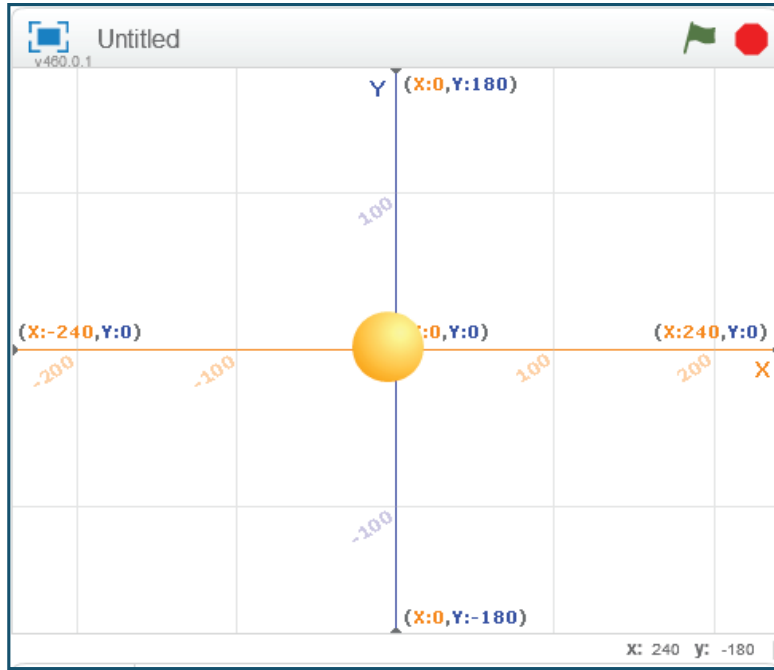 Untitled
v460.0.1
Y (X:0,Y:180)
100
(X:-240,Y:0) :0,Y:0) (X:240,Y:0)
-200 -100 100 200 X
-100
(X:0,Y:-180)
X: 240 y: -180